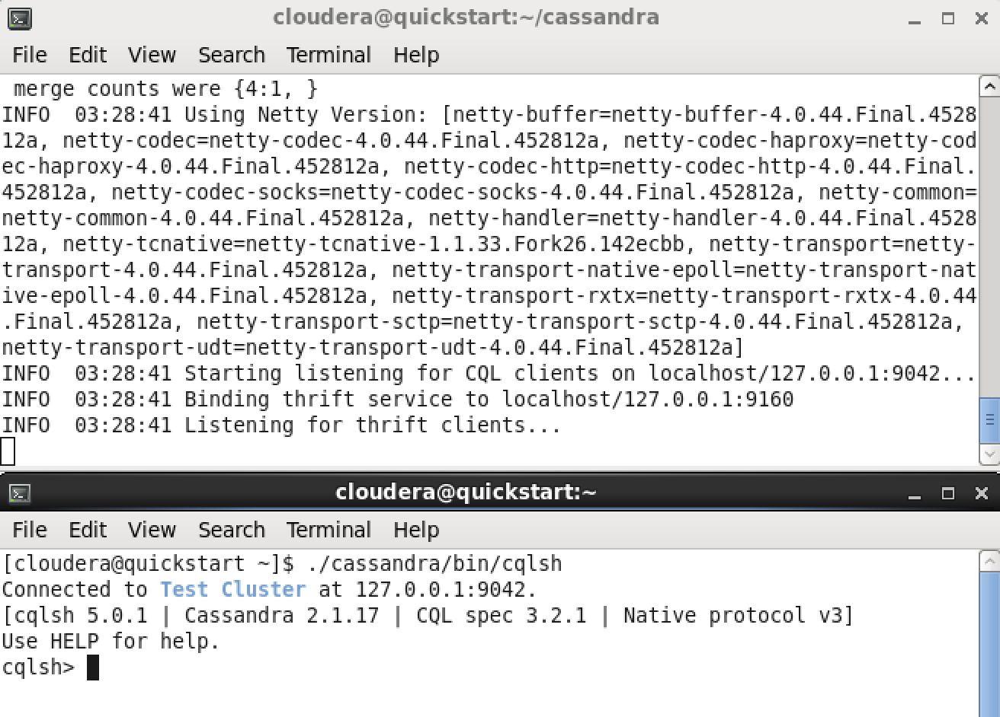 cloudera@quickstart:~/cassandra
File Edit View Search Terminal Help
merge counts were {4:1, }
INFO  03:28:41 Using Netty Version: [netty-buffer=netty-buffer-4.0.44.Final.4528
12a, netty-codec=netty-codec-4.0.44.Final.452812a, netty-codec-haproxy=netty-cod
ec-haproxy-4.0.44.Final.452812a, netty-codec-http=netty-codec-http-4.0.44.Final.
452812a, netty-codec-socks=netty-codec-socks-4.0.44.Final.452812a, netty-common=
netty-common-4.0.44.Final.452812a, netty-handler=netty-handler-4.0.44.Final.4528
12a, netty-tcnative=netty-tcnative-1.1.33.Fork26.142ecbb, netty-transport=netty-
transport-4.0.44.Final.452812a, netty-transport-native-epoll=netty-transport-nat
ive-epoll-4.0.44.Final.452812a, netty-transport-rxtx=netty-transport-rxtx-4.0.44
.Final.452812a, netty-transport-sctp=netty-transport-sctp-4.0.44.Final.452812a,
netty-transport-udt=netty-transport-udt-4.0.44.Final.452812a]
INFO  03:28:41 Starting listening for CQL clients on localhost/127.0.0.1:9042...
INFO  03:28:41 Binding thrift service to localhost/127.0.0.1:9160
INFO  03:28:41 Listening for thrift clients...
cloudera@quickstart:~
File Edit View Search Terminal Help
[cloudera@quickstart ~]$ ./cassandra/bin/cqlsh
Connected to Test Cluster at 127.0.0.1:9042.
[cqlsh 5.0.1 | Cassandra 2.1.17 | CQL spec 3.2.1 | Native protocol v3]
Use HELP for help.
cqlsh>